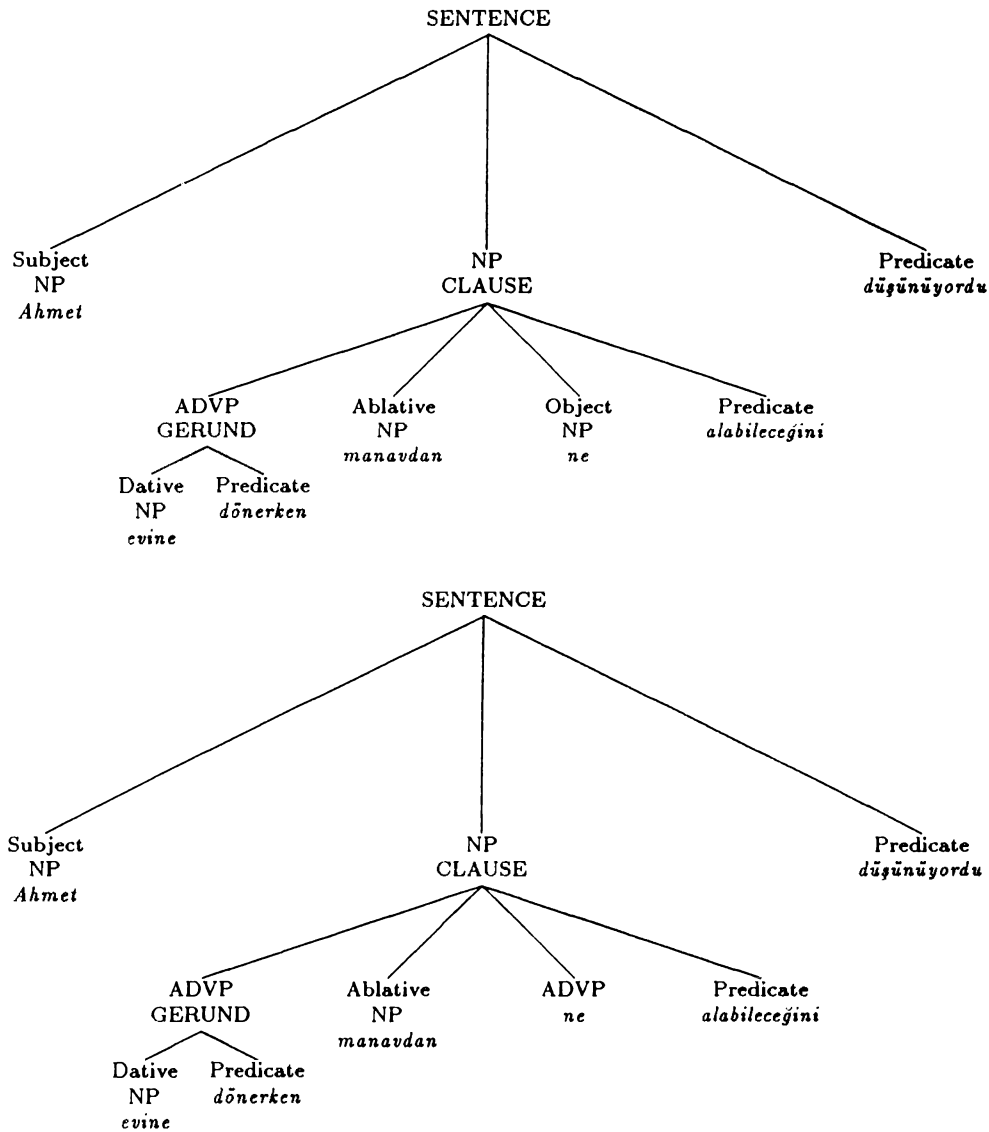 SENTENCE
Subject NP Predicate
NP CLAUSE düşünüyordu
Ahmet
ADVP Ablative Object Predicate
GERUND NP NP alabileceğini
manavdan ne
Dative Predicate
NP dönerken
evine
SENTENCE
Subject NP Predicate
NP CLAUSE düşünüyordu
Ahmet
ADVP Ablative ADVP Predicate
GERUND NP ne alabileceğini
manavdan
Dative Predicate
NP dönerken
evine